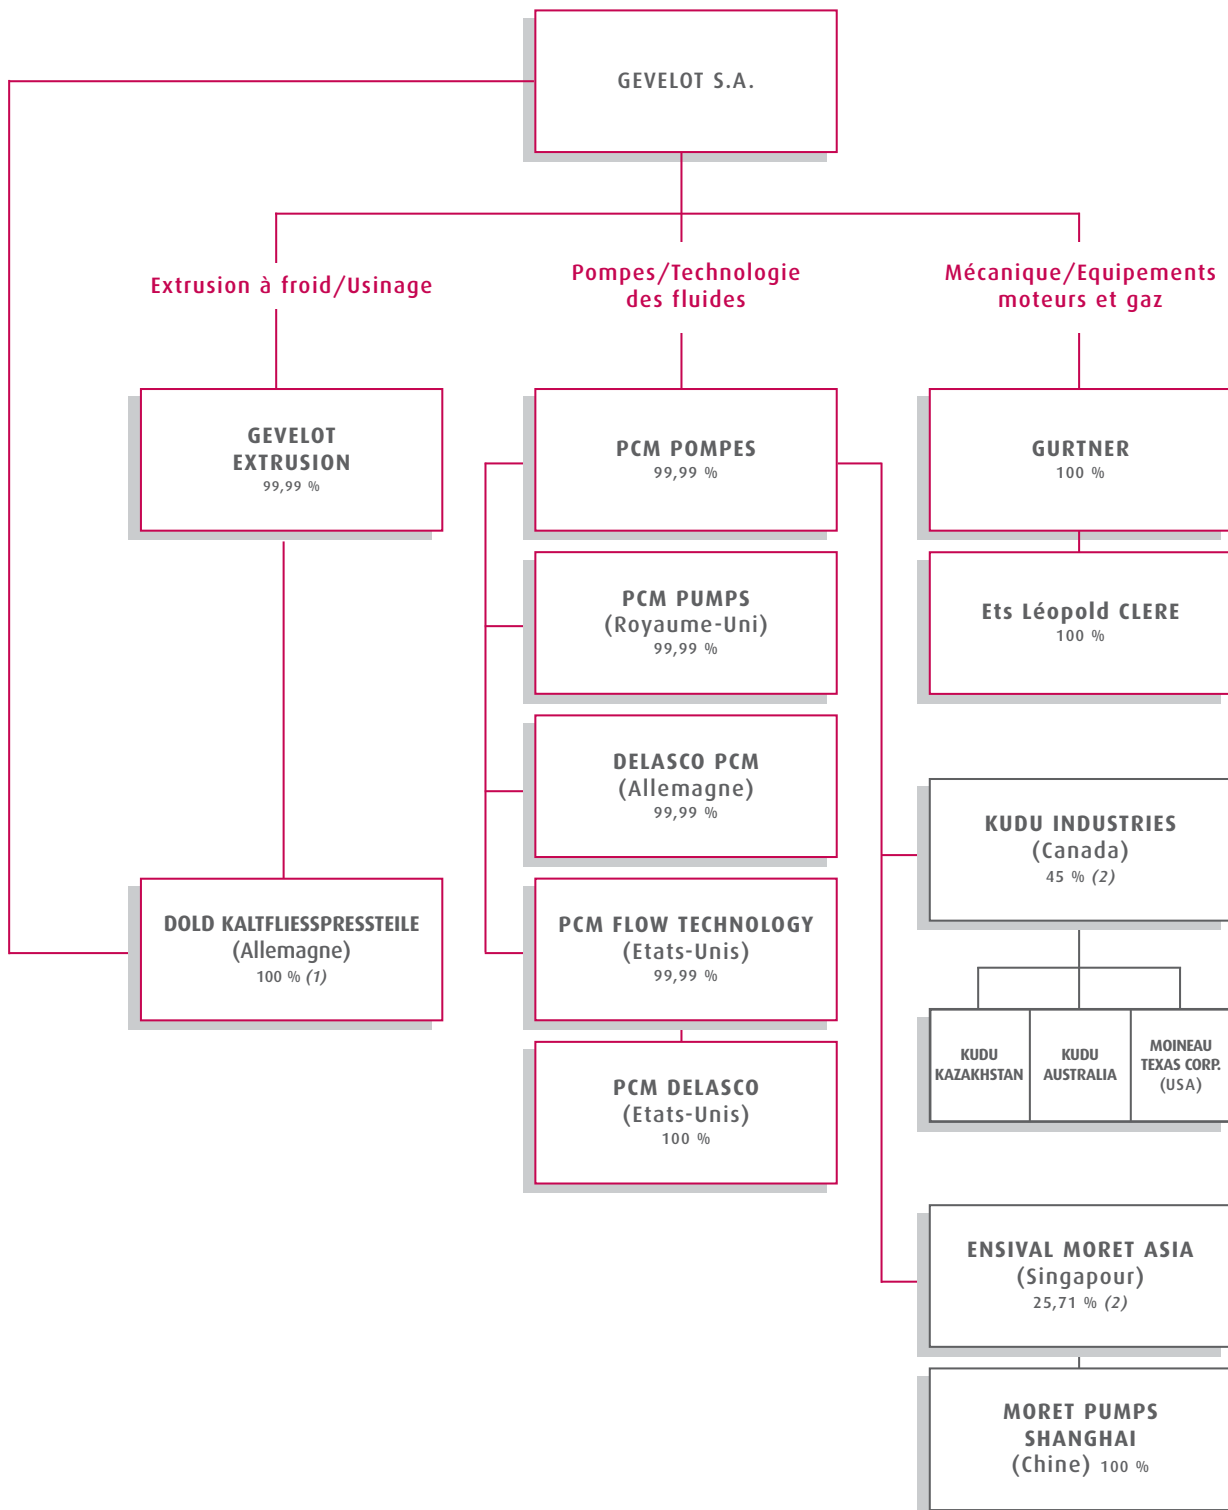 GEVELOT S.A.
Extrusion à froid/Usinage
Pompes/Technologie
des fluides
Mécanique/Equipements
moteurs et gaz
GEVELOT
EXTRUSION
99,99 %
PCM POMPES
99,99 %
GURTNER
100 %
PCM PUMPS
(Royaume-Uni)
99,99 %
Ets Léopold CLERE
100 %
DELASCO PCM
(Allemagne)
99,99 %
KUDU INDUSTRIES
(Canada)
45 % (2)
DOLD KALTFLIESSPRESSTEILE
(Allemagne)
100 % (1)
PCM FLOW TECHNOLOGY
(Etats-Unis)
99,99 %
KUDU
KAZAKHSTAN
KUDU
AUSTRALIA
MOINEAU
TEXAS CORP.
(USA)
PCM DELASCO
(Etats-Unis)
100 %
ENSIVAL MORET ASIA
(Singapour)
25,71 % (2)
MORET PUMPS
SHANGHAI
(Chine) 100 %